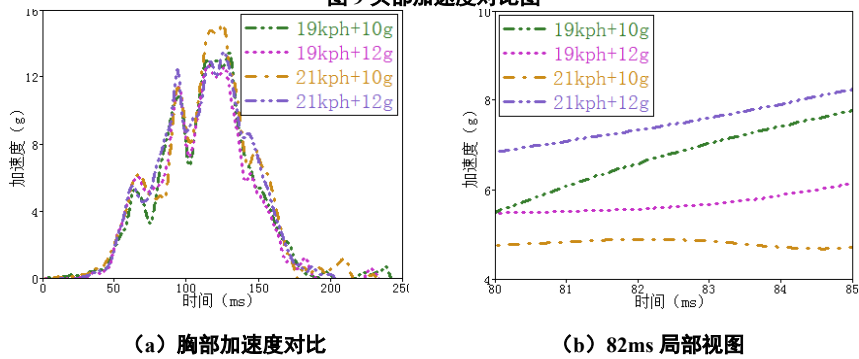 图 9 头部加速度对比图
16
12
8
4
0
加速度（g）
19kph+10g
19kph+12g
21kph+10g
21kph+12g
0 50 100 150 200
时间（ms）
10
8
6
4
加速度（g）
19kph+10g
19kph+12g
21kph+10g
21kph+12g
80 81 82 83 84 85
时间（ms）
（a）胸部加速度对比
（b）82ms 局部视图